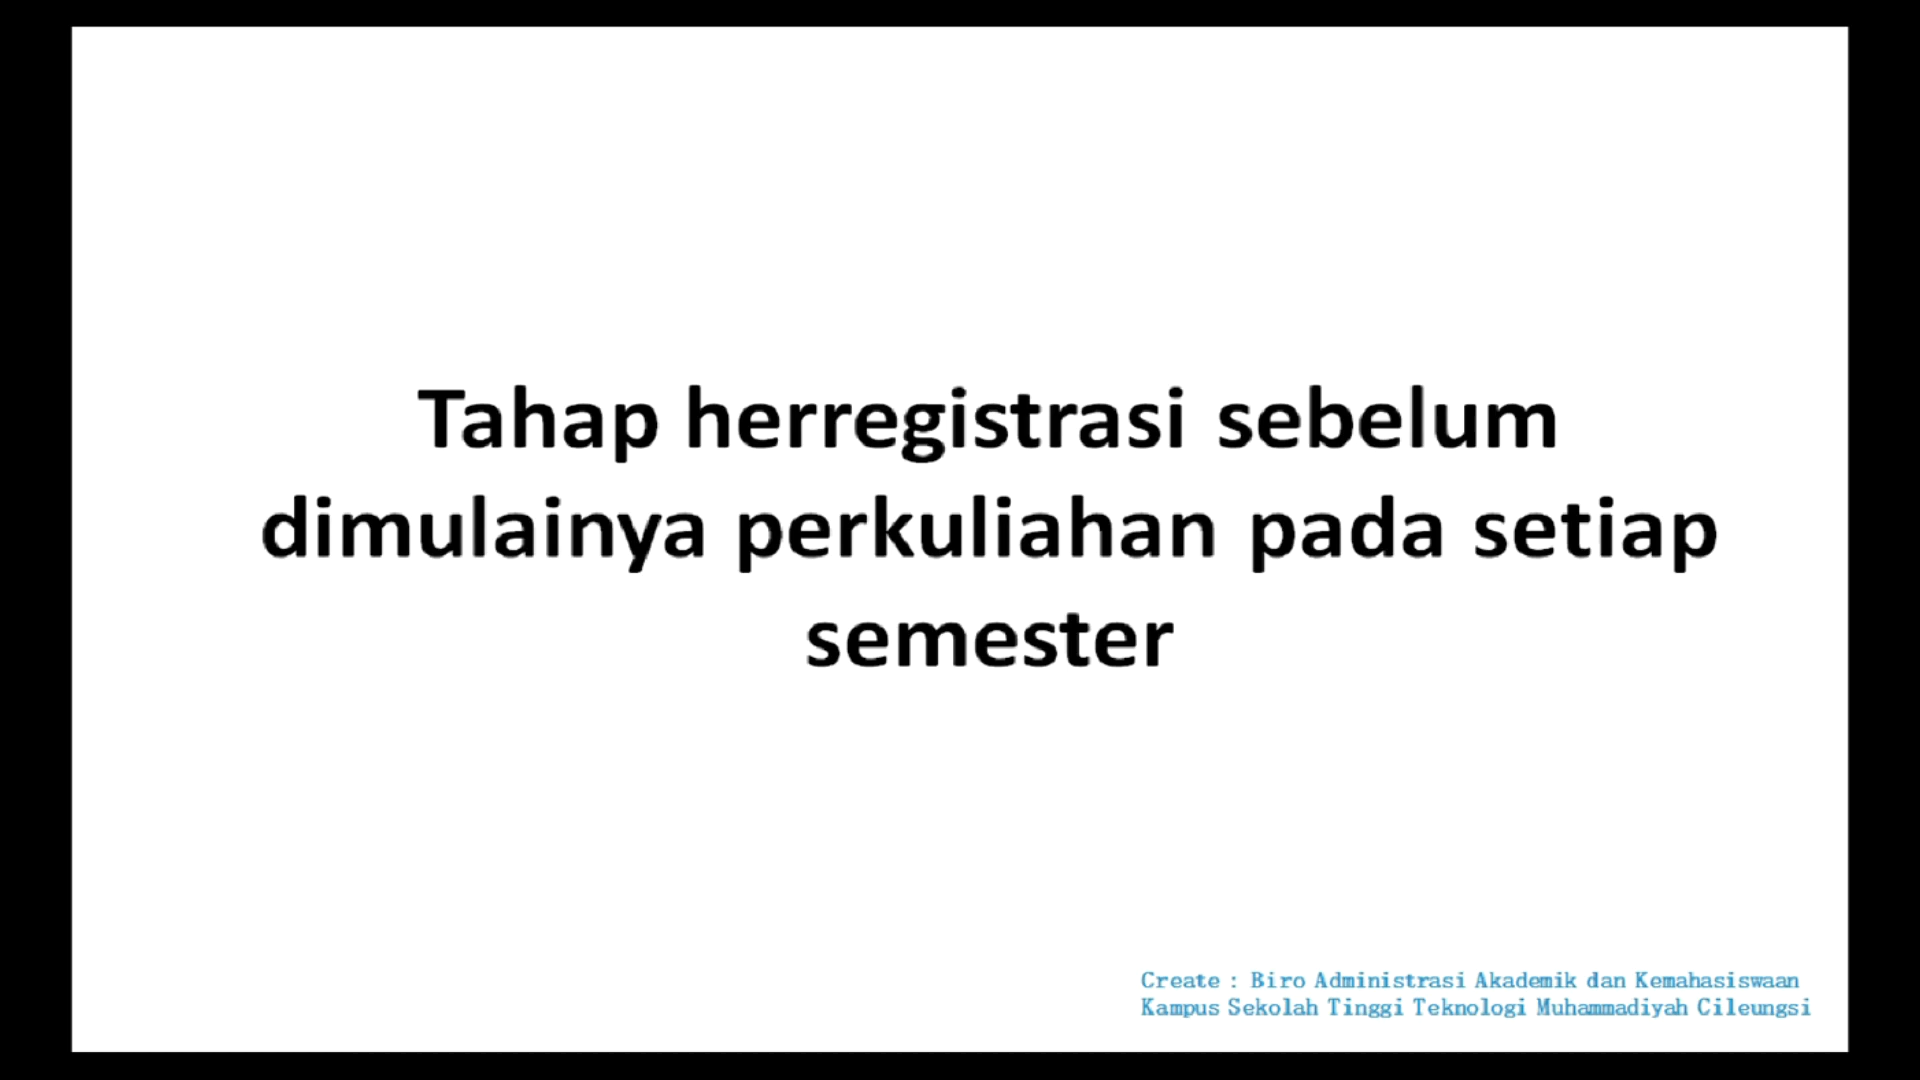 Tahap herregistrasi sebelum
dimulainya perkuliahan pada setiap
semester
Create : Biro Administrasi Akademik dan Kemahasiswaan
Kampus Sekolah Tinggi Teknologi Muhammadiyah Cileungsi